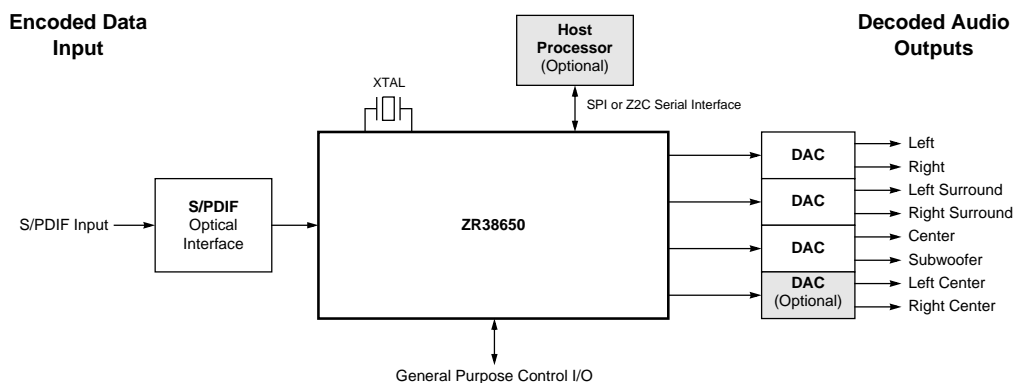 Encoded Data
Input
Host
Processor
(Optional)
Decoded Audio
Outputs
XTAL
SPI or Z2C Serial Interface
S/PDIF Input
S/PDIF
Optical
Interface
ZR38650
DAC
Left
Right
DAC
Left Surround
Right Surround
DAC
Center
Subwoofer
DAC
(Optional)
Left Center
Right Center
General Purpose Control I/O